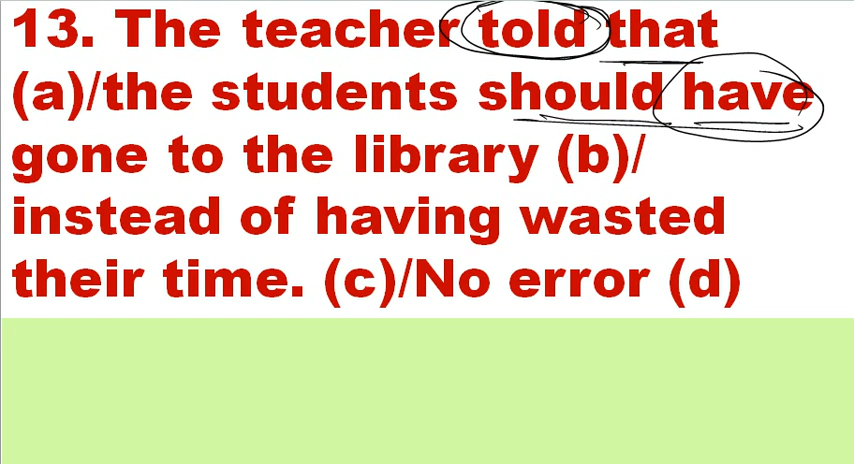 13. The teacher told that
(a)/the students should have
gone to the library (b)/
instead of having wasted
their time. (c)/No error (d)